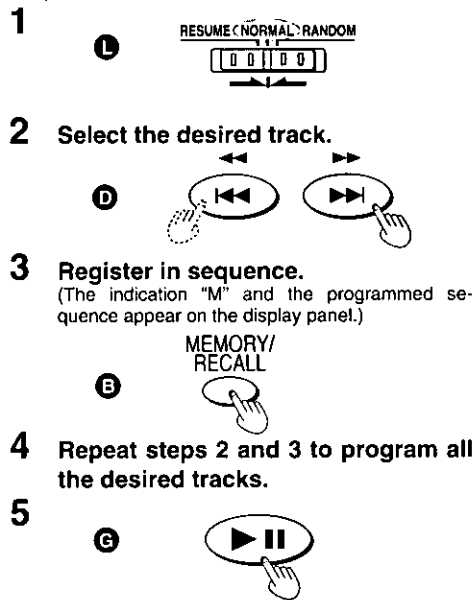 1
L
RESUME NORMAL RANDOM
2 Select the desired track.
D
3 Register in sequence.
(The indication "M" and the programmed se-
quence appear on the display panel.)
MEMORY/
RECALL
B
4 Repeat steps 2 and 3 to program all
the desired tracks.
5
G